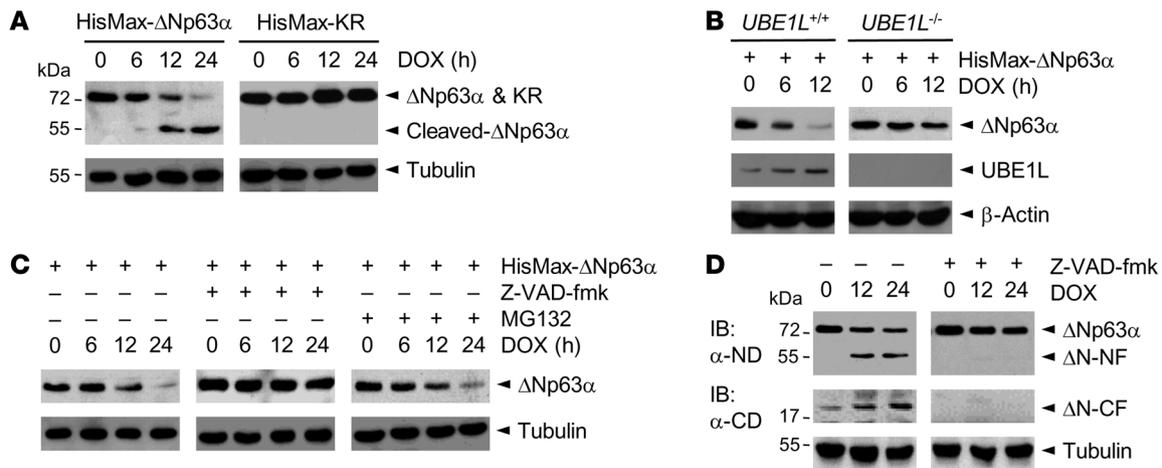 A
HisMax-ΔNp63α HisMax-KR
0 6 12 24 0 6 12 24 DOX (h)
kDa
72 ΔNp63α & KR
55 Cleaved-ΔNp63α
55 Tubulin
B
UBE1L+/+ UBE1L-/-
+ + + + + + HisMax-ΔNp63α
0 6 12 0 6 12 DOX (h)
ΔNp63α
UBE1L
β-Actin
C
+ + + + + + + + + + + + HisMax-ΔNp63α
– – – – + + + + – – – – Z-VAD-fmk
– – – – – – – – + + + + MG132
0 6 12 24 0 6 12 24 0 6 12 24 DOX (h)
ΔNp63α
Tubulin
D
– – – + + + Z-VAD-fmk
kDa 0 12 24 0 12 24 DOX
IB: 72 ΔNp63α
α-ND 55 ΔN-NF
IB:
α-CD 17 ΔN-CF
55 Tubulin